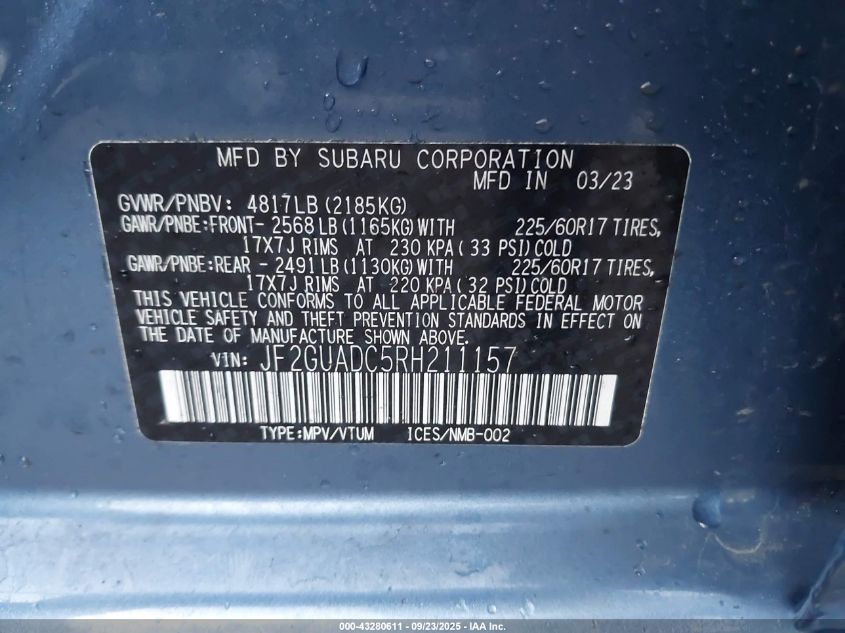 MFD BY SUBARU CORPORATION
MFD IN 03/23
GVWR/PNBV: 4817LB (2185KG)
GAWR/PNBE:FRONT- 2568 LB (1165KG) WITH 225/60R17 TIRES,
17X7J RIMS AT 230 KPA ( 33 PSI) COLD
GAWR/PNBE:REAR - 2491 LB (1130KG) WITH 225/60R17 TIRES,
17X7J RIMS AT 220 KPA ( 32 PSI) COLD
THIS VEHICLE CONFORMS TO ALL APPLICABLE FEDERAL MOTOR
VEHICLE SAFETY AND THEFT PREVENTION STANDARDS IN EFFECT ON
THE DATE OF MANUFACTURE SHOWN ABOVE.
VIN: JF2GUADC5RH211157
TYPE:MPV/VTUM ICES/NMB-002
000-43280611 - 09/23/2025 - IAA Inc.